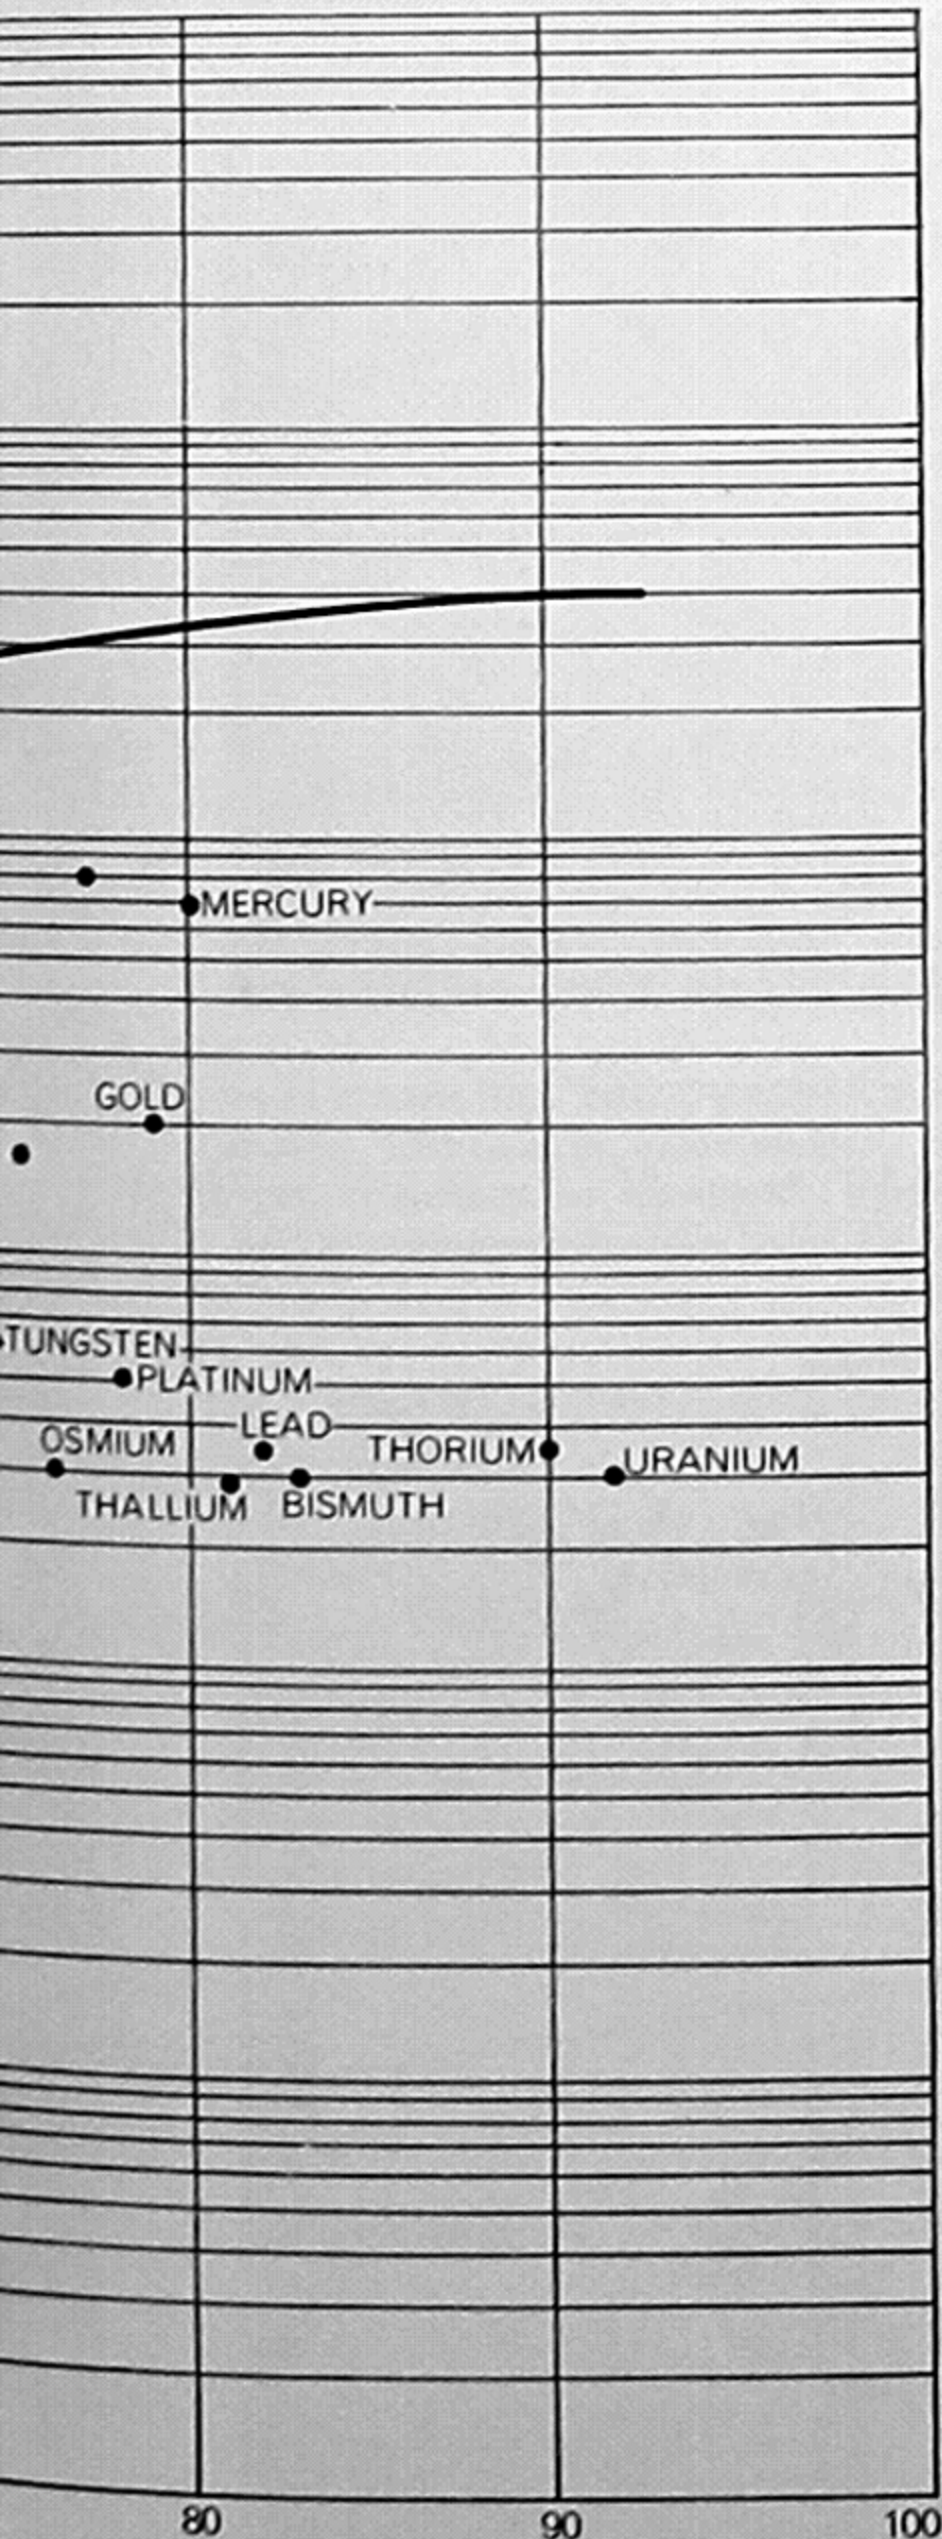 MERCURY
GOLD
TUNGSTEN
PLATINUM
LEAD
OSMIUM
THORIUM
URANIUM
THALLIUM
BISMUTH
80
90
100